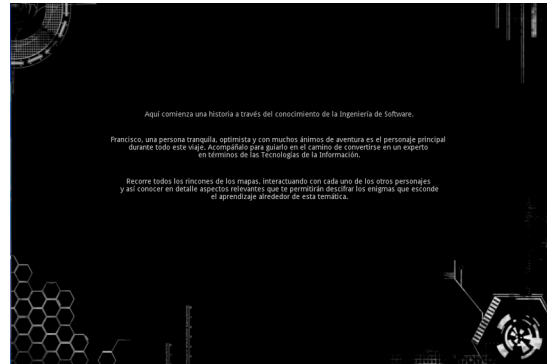 Aquí comienza una historia a través del conocimiento de la Ingeniería de Software.
Francisco, una persona tranquila, optimista y con muchos ánimos de aventura es el personaje principal
durante todo este viaje. Acompáñalo para guiarlo en el camino de convertirse en un experto
en términos de las Tecnologías de la Información.
Recorre todos los rincones de los mapas, interactuando con cada uno de los otros personajes
y así conocer en detalle aspectos relevantes que te permitirán descifrar los enigmas que esconde
el aprendizaje alrededor de esta temática.